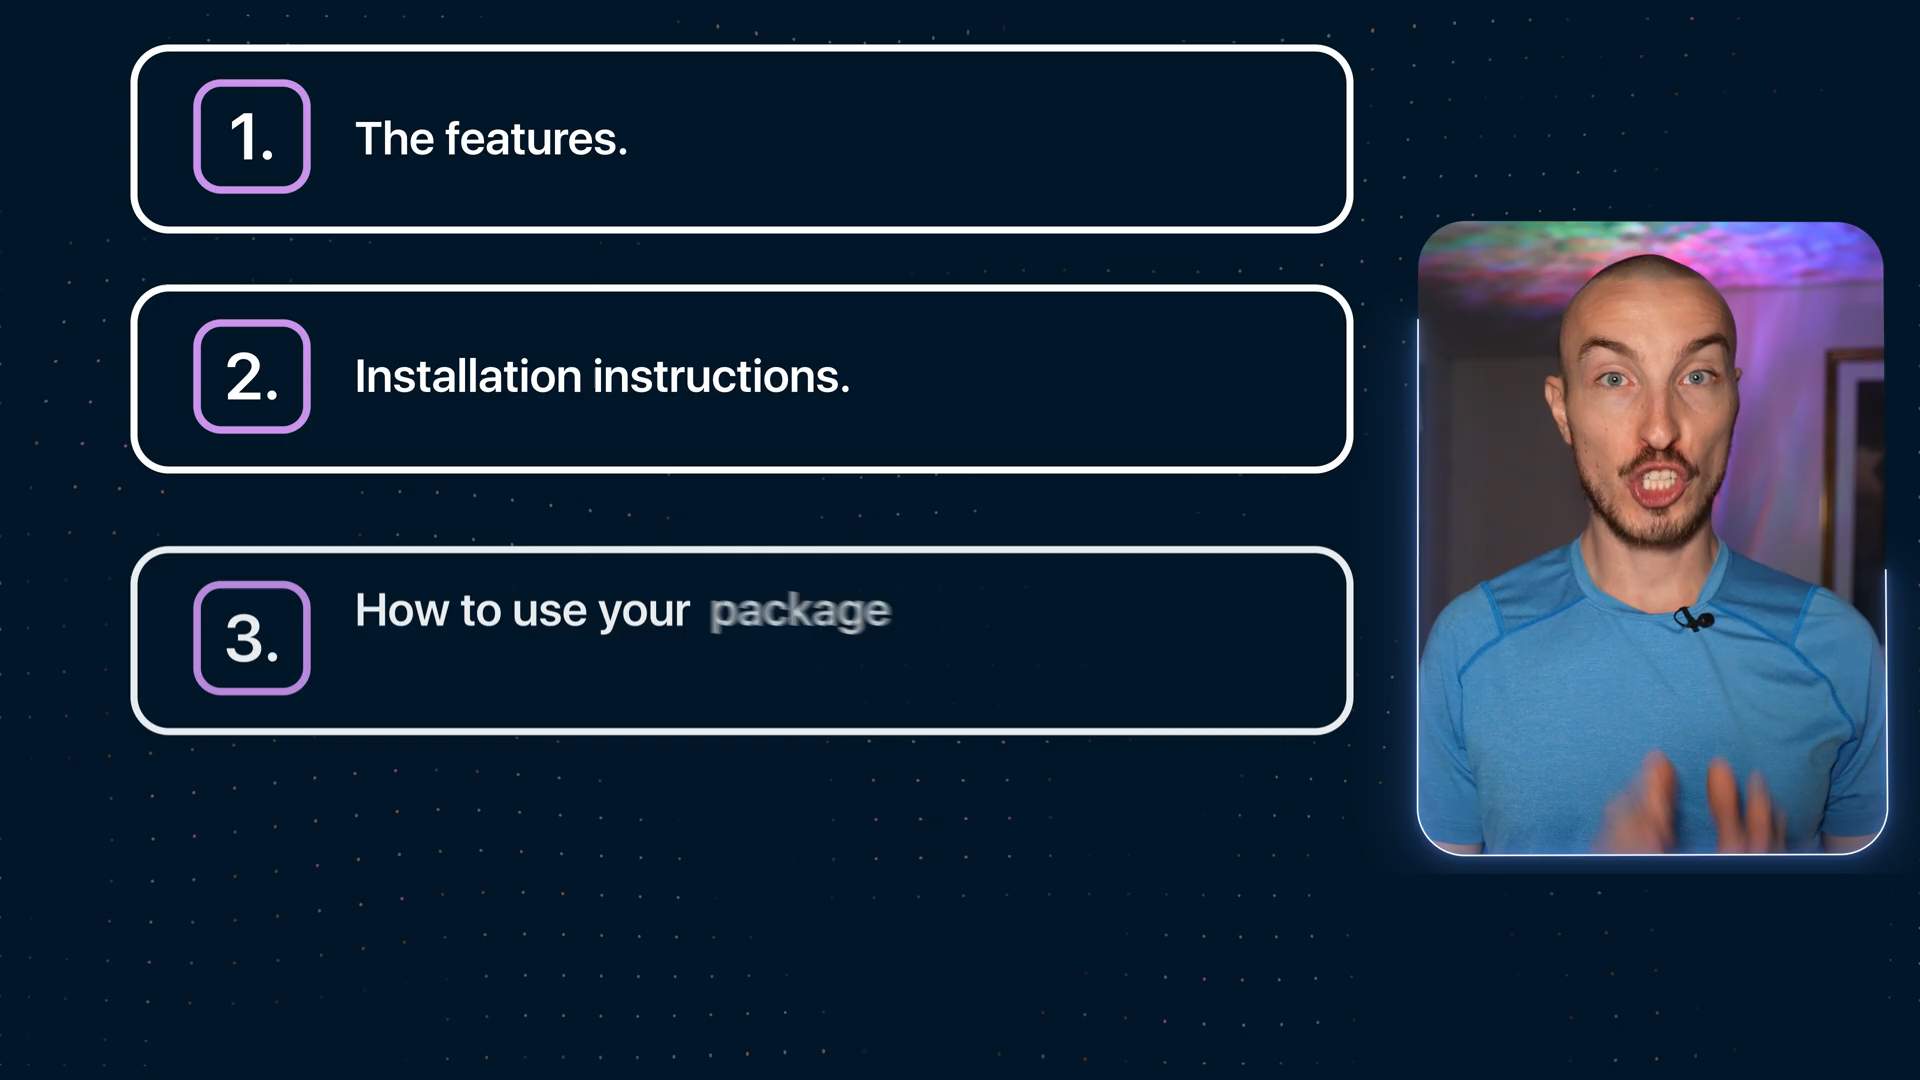 1.
The features.
2.
Installation instructions.
3.
How to use your package